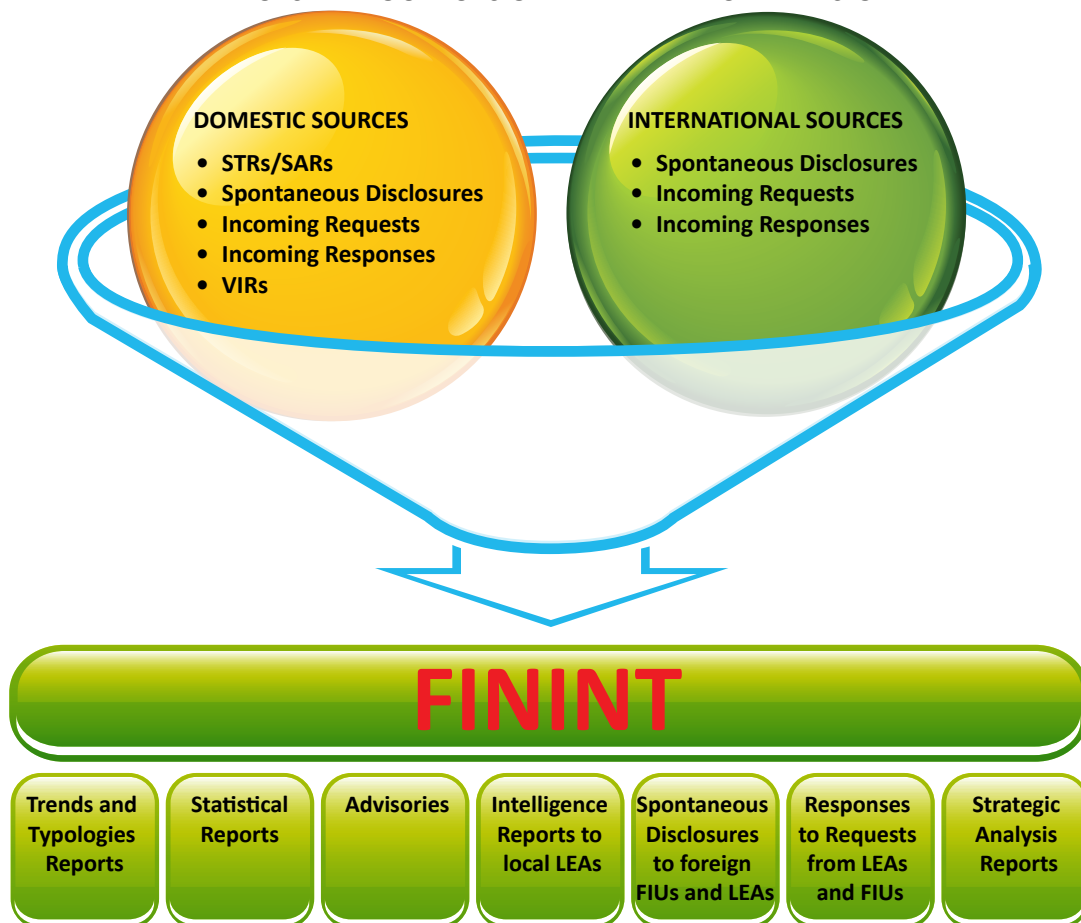 DOMESTIC SOURCES
• STRs/SARs
• Spontaneous Disclosures
• Incoming Requests
• Incoming Responses
• VIRs
INTERNATIONAL SOURCES
• Spontaneous Disclosures
• Incoming Requests
• Incoming Responses
FININT
Trends and
Typologies
Reports
Statistical
Reports
Advisories
Intelligence
Reports to
local LEAs
Spontaneous
Disclosures
to foreign
FIUs and LEAs
Responses
to Requests
from LEAs
and FIUs
Strategic
Analysis
Reports